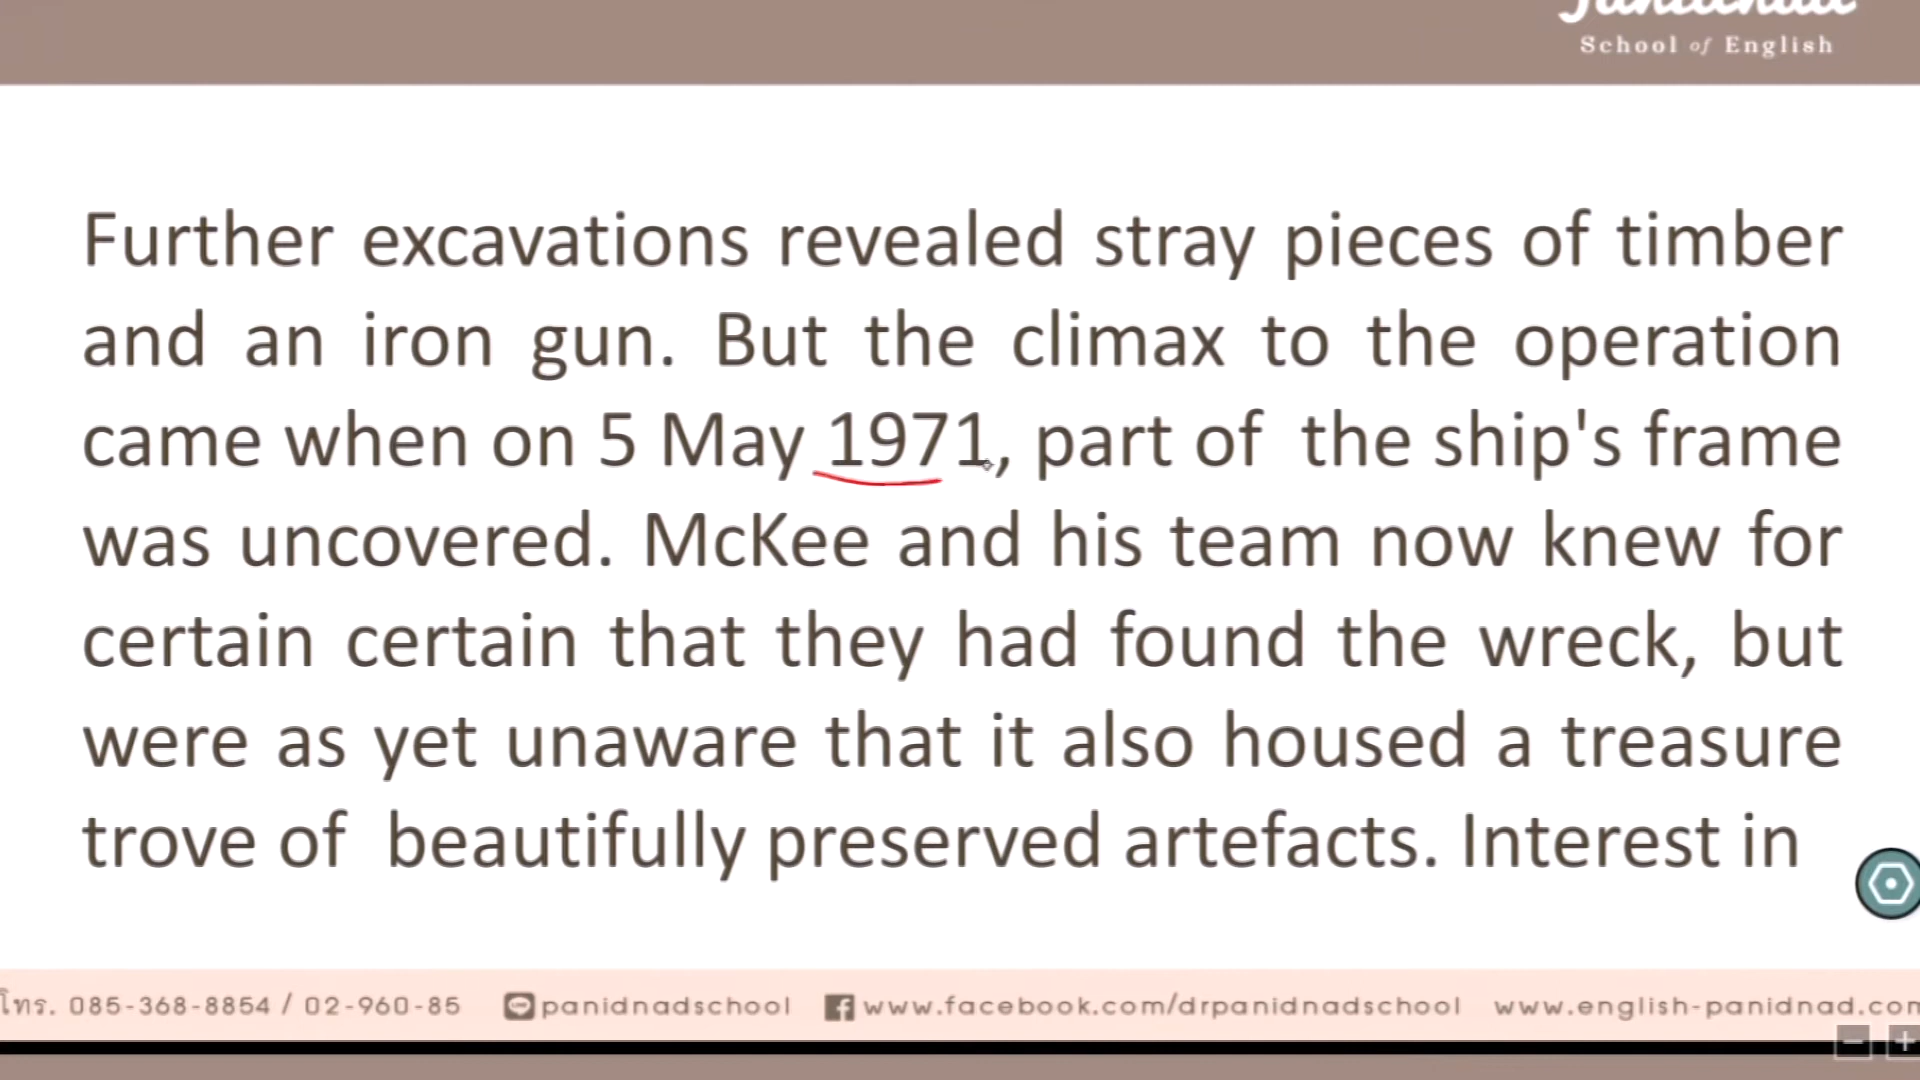 School of English
Further excavations revealed stray pieces of timber
and an iron gun. But the climax to the operation
came when on 5 May 1971, part of the ship's frame
was uncovered. McKee and his team now knew for
certain certain that they had found the wreck, but
were as yet unaware that it also housed a treasure
trove of beautifully preserved artefacts. Interest in
โทร. 085-368-8854 / 02-960-85 panidnadschool www.facebook.com/drpanidnadschool www.english-panidnad.com